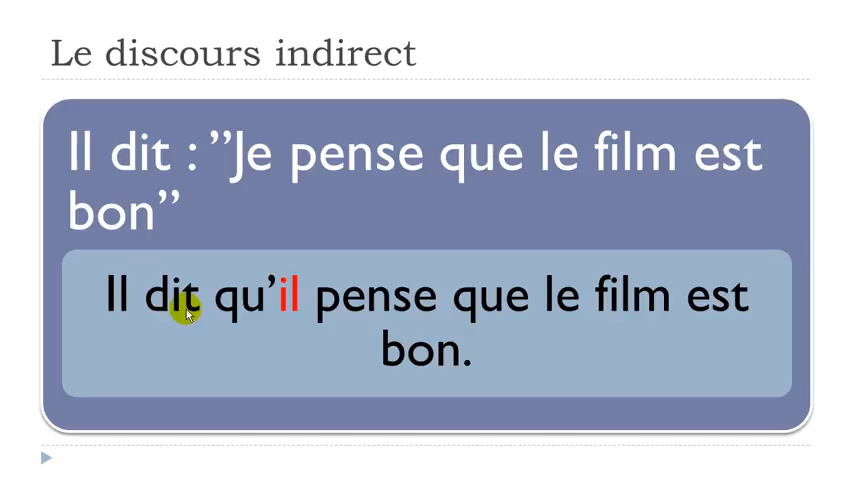 Le discours indirect
Il dit : ”Je pense que le film est
bon”
Il dit qu’il pense que le film est
bon.